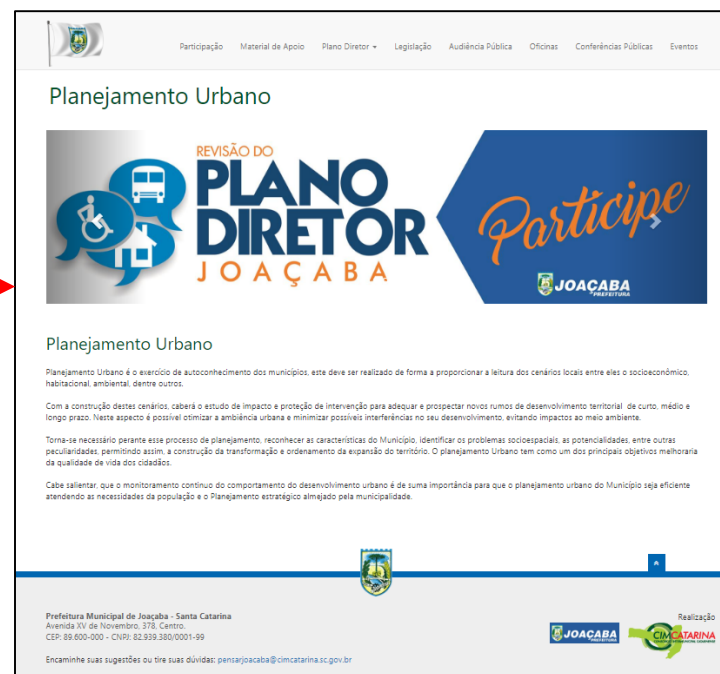 Participação Material de Apoio Plano Diretor Legislação Audiência Pública Oficinas Conferências Públicas Eventos
Planejamento Urbano
REVISÃO DO
PLANO
DIRETOR
JOAÇABA
Participe
JOAÇABA
PREFEITURA
Planejamento Urbano
Planejamento Urbano é o exercício de autoconhecimento dos municípios, este deve ser realizado de forma a proporcionar a leitura dos cenários locais entre eles o socioeconômico,
habitacional, ambiental, dentre outros.
Com a construção destes cenários, caberá o estudo de impacto e proteção de intervenção para adequar e prospectar novos rumos de desenvolvimento territorial de curto, médio e
longo prazo. Neste aspecto é possível otimizar a ambiência urbana e minimizar possíveis interferências no seu desenvolvimento, evitando impactos ao meio ambiente.
Torna-se necessário perante esse processo de planejamento, reconhecer as características do Município, identificar os problemas socioespaciais, as potencialidades, entre outras
peculiaridades, permitindo assim, a construção da transformação e ordenamento da expansão do território. O planejamento Urbano tem como um dos principais objetivos melhoraria
da qualidade de vida dos cidadãos.
Cabe salientar, que o monitoramento continuo do comportamento do desenvolvimento urbano é de suma importância para que o planejamento urbano do Município seja eficiente
atendendo as necessidades da população e o Planejamento estratégico almejado pela municipalidade.
Prefeitura Municipal de Joaçaba - Santa Catarina
Avenida XV de Novembro, 378, Centro.
CEP: 89.600-000 - CNPJ: 82.939.380/0001-99
Encaminhe suas sugestões ou tire suas dúvidas: pensarjoacaba@cimcatarina.sc.gov.br
Realização
JOAÇABA
PREFEITURA
CIMCATARINA